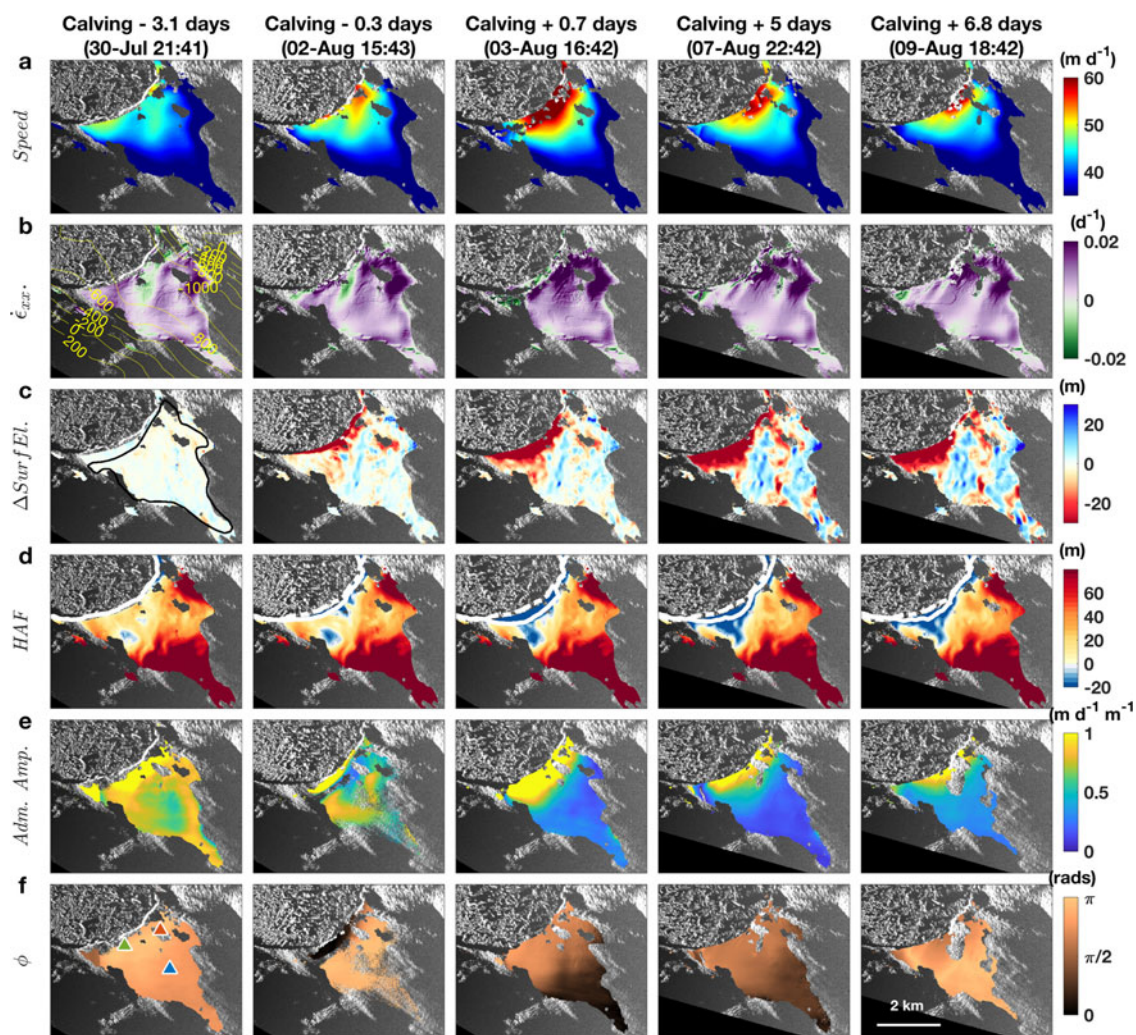 Calving - 3.1 days Calving - 0.3 days Calving + 0.7 days Calving + 5 days Calving + 6.8 days
(30-Jul 21:41) (02-Aug 15:43) (03-Aug 16:42) (07-Aug 22:42) (09-Aug 18:42)
a (m d⁻¹)
Speed
60
50
40
b (d⁻¹)
ε̇xx.
-1000
-800
-600
-400
-200
0
200
0.02
0
-0.02
c (m)
ΔSurfEl.
20
0
-20
d (m)
HAF
60
40
20
0
-20
e (m d⁻¹ m⁻¹)
Adm. Amp.
1
0.5
0
f (rads)
ϕ
π
π/2
0
2 km